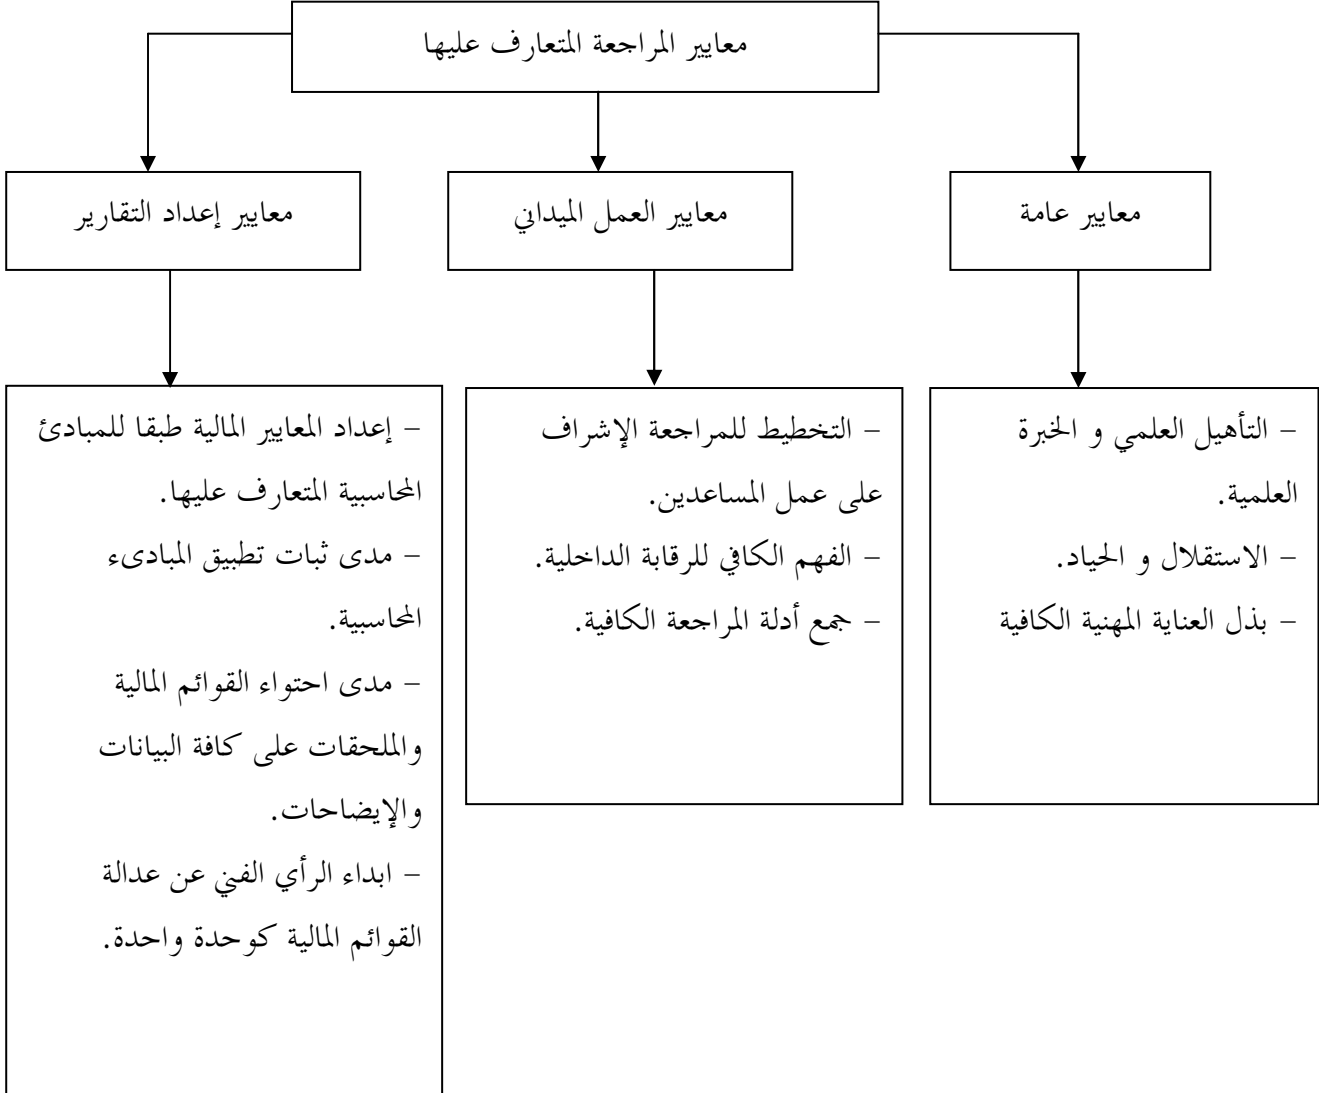 معايير المراجعة المتعارف عليها
معايير عامة
معايير العمل الميداني
معايير إعداد التقارير
– التأهيل العلمي و الخبرة
العلمية.
– الاستقلال و الحياد.
– بذل العناية المهنية الكافية
– التخطيط للمراجعة الإشراف
على عمل المساعدين.
– الفهم الكافي للرقابة الداخلية.
– جمع أدلة المراجعة الكافية.
– إعداد المعايير المالية طبقا للمبادئ
المحاسبية المتعارف عليها.
– مدى ثبات تطبيق المبادىء
المحاسبية.
– مدى احتواء القوائم المالية
والملحقات على كافة البيانات
والإيضاحات.
– ابداء الرأي الفني عن عدالة
القوائم المالية كوحدة واحدة.